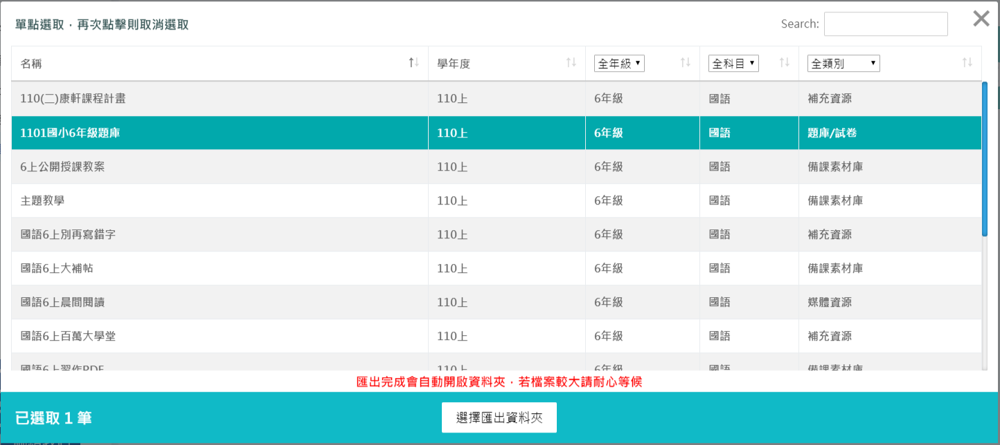 單點選取，再次點擊則取消選取
Search:
名稱 學年度 全年級 全科目 全類別
110(二)康軒課程計畫 110上 6年級 國語 補充資源
1101國小6年級題庫 110上 6年級 國語 題庫/試卷
6上公開授課教案 110上 6年級 國語 備課素材庫
主題教學 110上 6年級 國語 備課素材庫
國語6上別再寫錯字 110上 6年級 國語 補充資源
國語6上大補帖 110上 6年級 國語 備課素材庫
國語6上晨間閱讀 110上 6年級 國語 媒體資源
國語6上百萬大學堂 110上 6年級 國語 補充資源
國語6上習作PDF 110上 6年級 國語 備課素材庫
匯出完成會自動開啟資料夾，若檔案較大請耐心等候
已選取 1 筆
選擇匯出資料夾